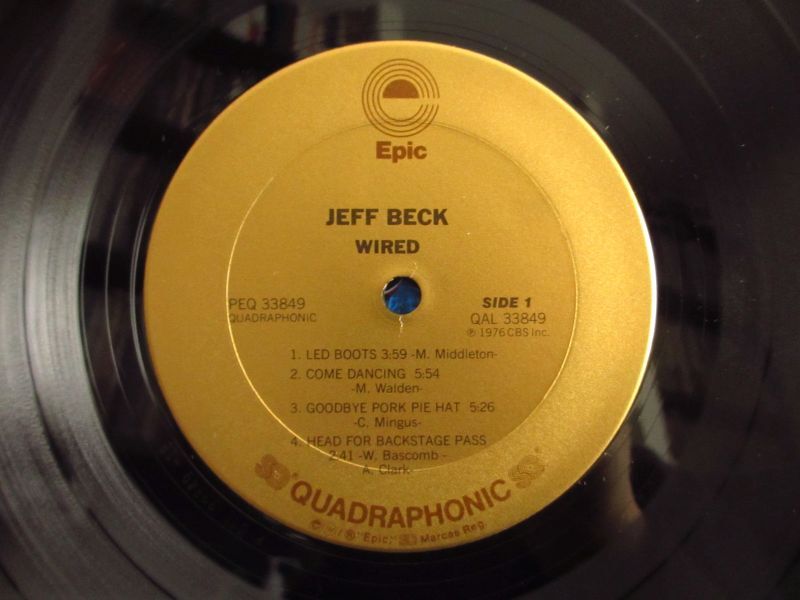 Epic
JEFF BECK
WIRED
PEQ 33849
QUADRAPHONIC
SIDE 1
QAL 33849
℗ 1976 CBS Inc.
1. LED BOOTS 3:59 -M. Middleton-
2. COME DANCING 5:54
-M. Walden-
3. GOODBYE PORK PIE HAT 5:26
-C. Mingus-
4. HEAD FOR BACKSTAGE PASS
2:41 -W. Bascomb -
A. Clark-
SQ QUADRAPHONIC SQ
"Epic," SQ Marcas Reg.